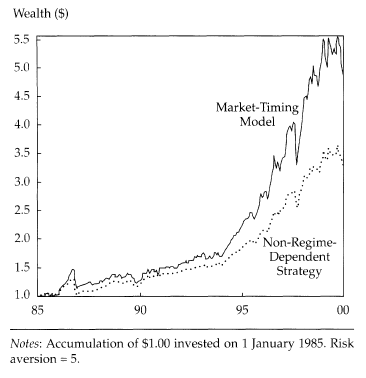 Wealth ($)
5.5
5.0
4.5
4.0
3.5
3.0
2.5
2.0
1.5
1.0
Market-Timing
Model
Non-Regime-
Dependent
Strategy
85
90
95
00
Notes: Accumulation of $1.00 invested on 1 January 1985. Risk
aversion = 5.